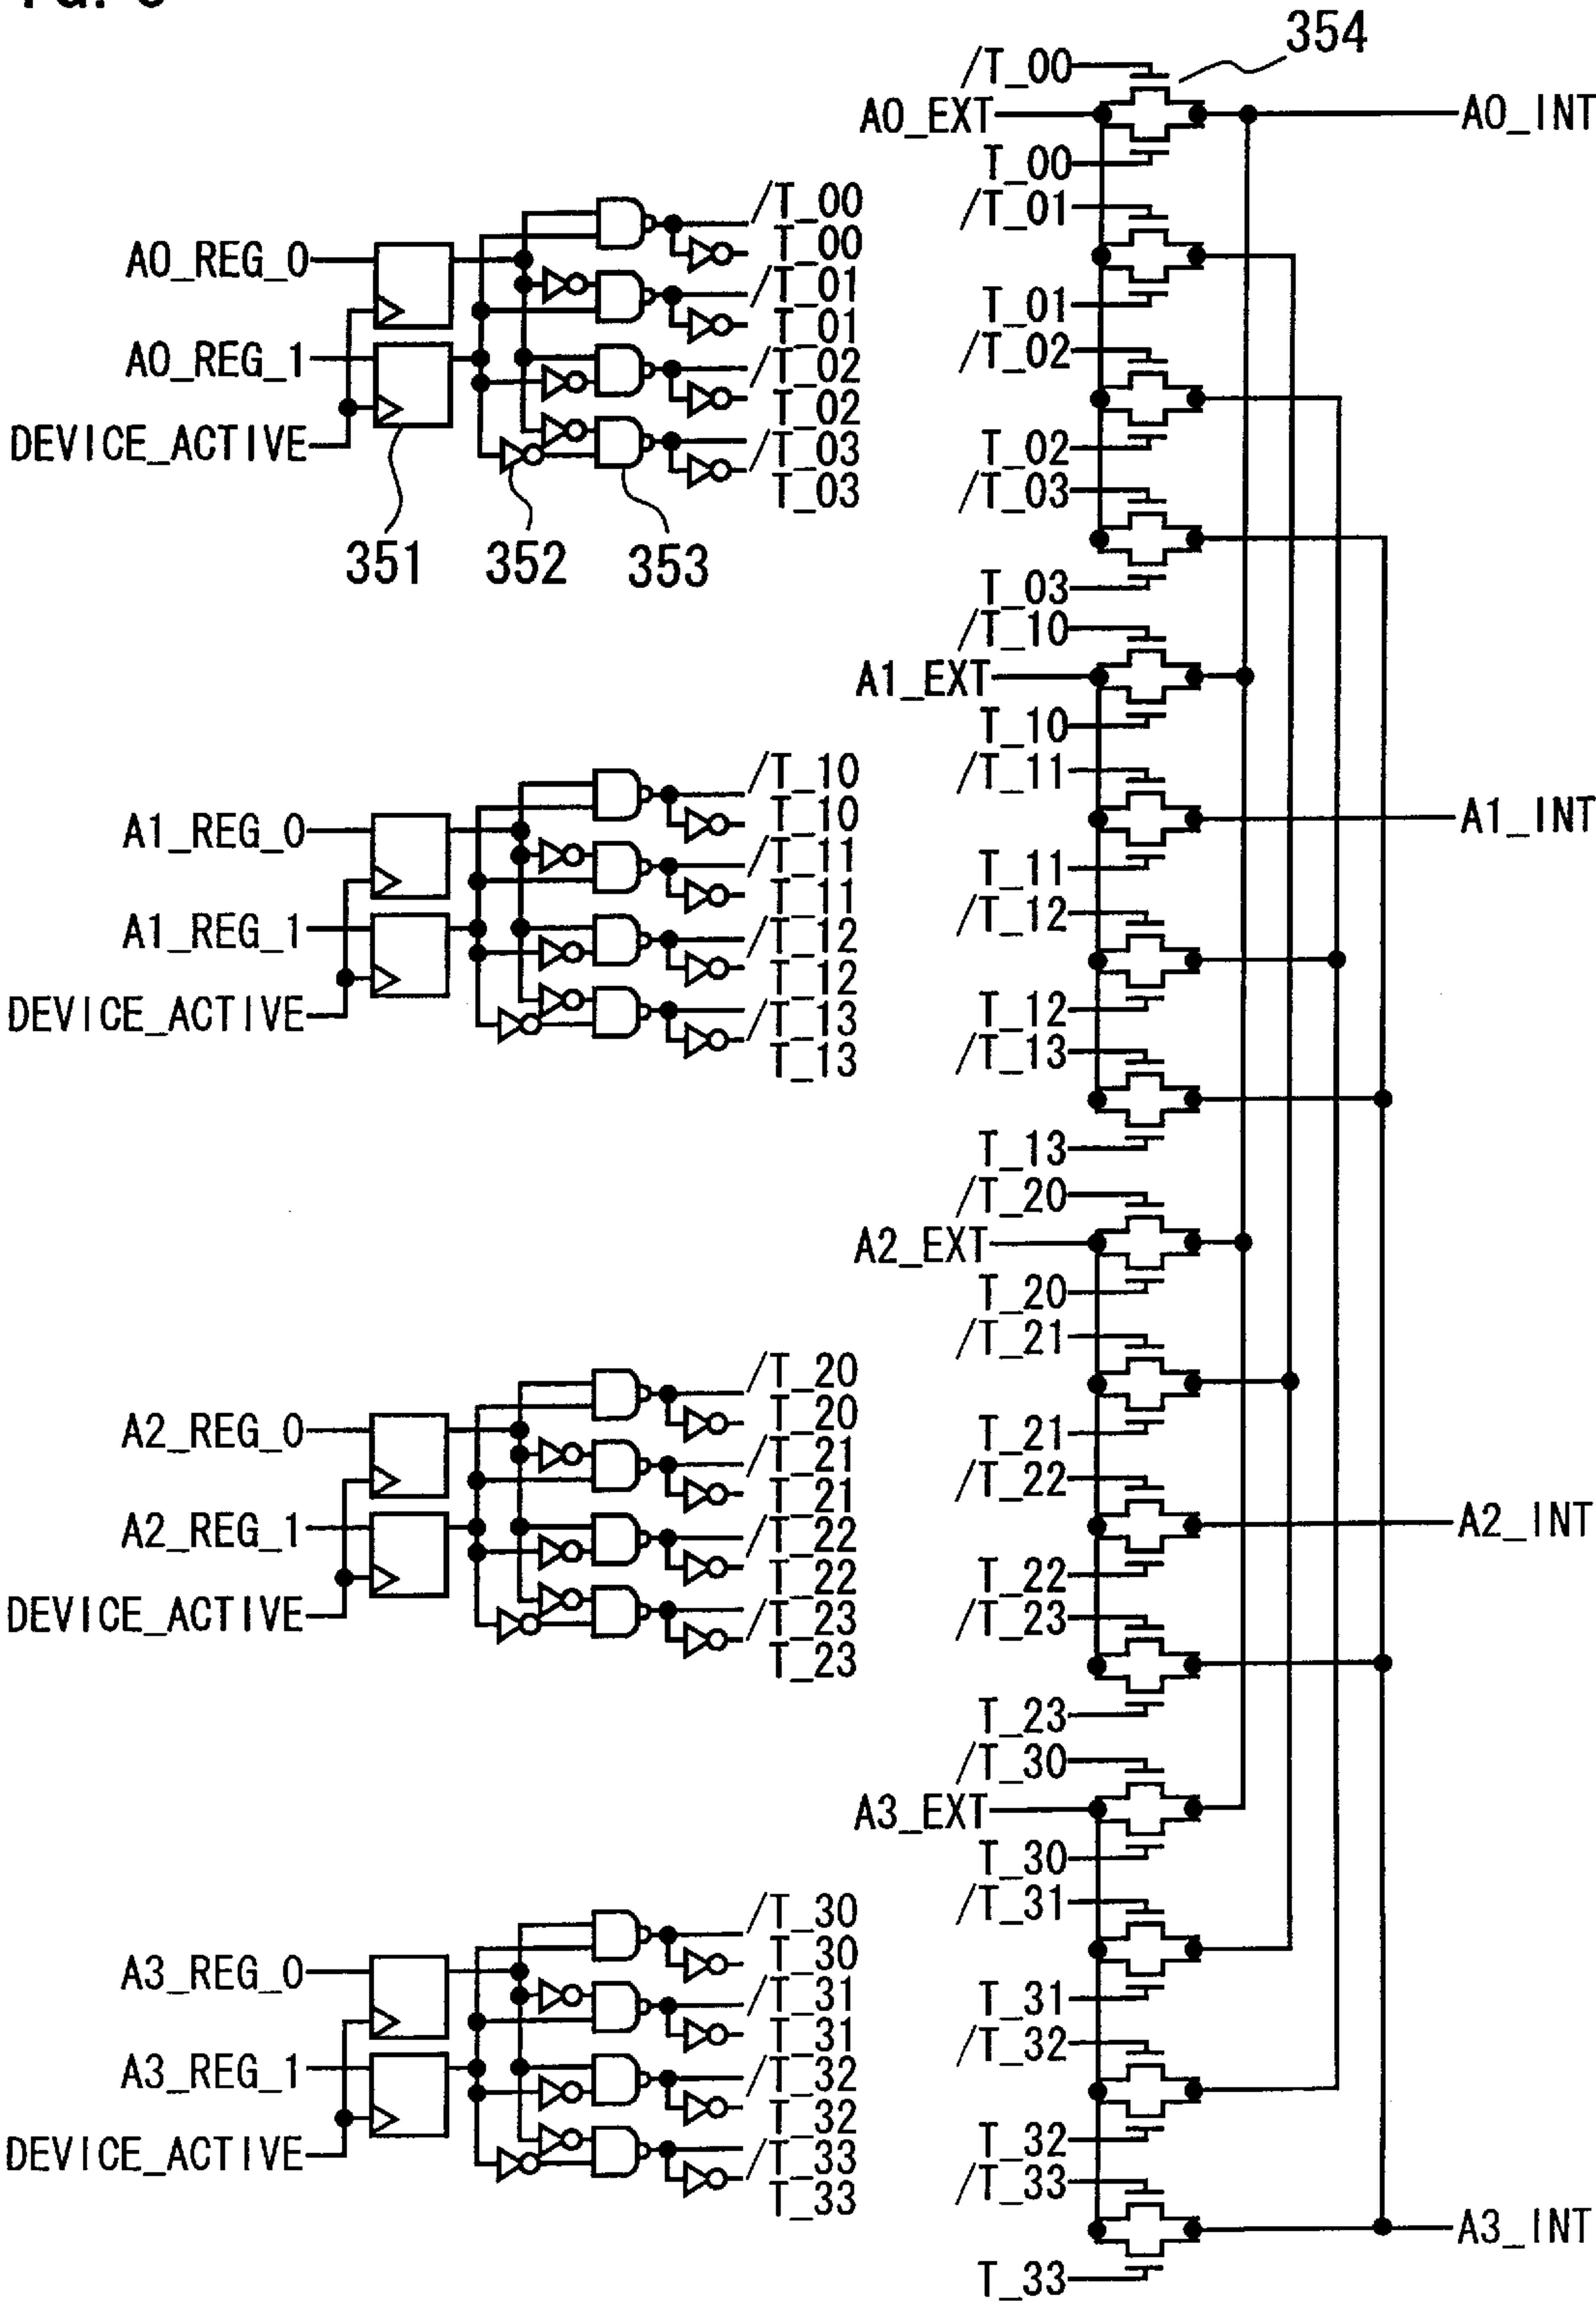 354
/T_00
A0_EXT
A0_INT
T_00
/T_01
T_01
/T_02
T_02
/T_03
T_03
A0_REG_0
A0_REG_1
DEVICE_ACTIVE
/T_00
T_00
/T_01
T_01
/T_02
T_02
/T_03
T_03
351
352
353
/T_10
A1_EXT
T_10
/T_11
A1_INT
T_11
/T_12
T_12
/T_13
T_13
A1_REG_0
A1_REG_1
DEVICE_ACTIVE
/T_10
T_10
/T_11
T_11
/T_12
T_12
/T_13
T_13
/T_20
A2_EXT
T_20
/T_21
T_21
/T_22
A2_INT
T_22
/T_23
T_23
A2_REG_0
A2_REG_1
DEVICE_ACTIVE
/T_20
T_20
/T_21
T_21
/T_22
T_22
/T_23
T_23
/T_30
A3_EXT
T_30
/T_31
T_31
/T_32
T_32
/T_33
A3_INT
T_33
A3_REG_0
A3_REG_1
DEVICE_ACTIVE
/T_30
T_30
/T_31
T_31
/T_32
T_32
/T_33
T_33